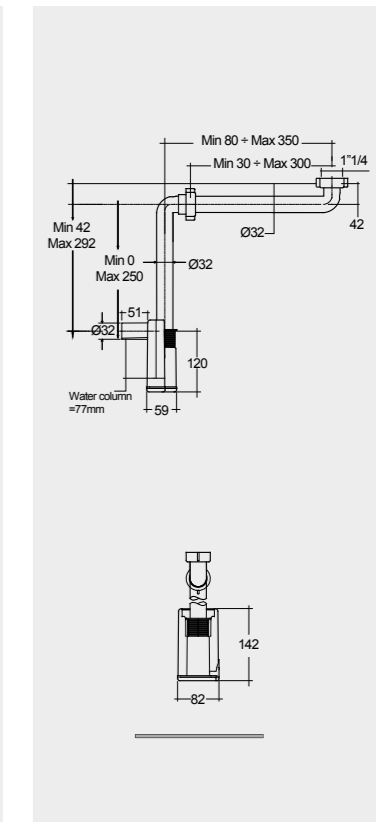 Min 80 ÷ Max 350
Min 30 ÷ Max 300
1”1/4
42
Ø32
Min 42
Max 292
Min 0
Max 250
Ø32
51
Ø32
120
Water column
=77mm
59
142
82